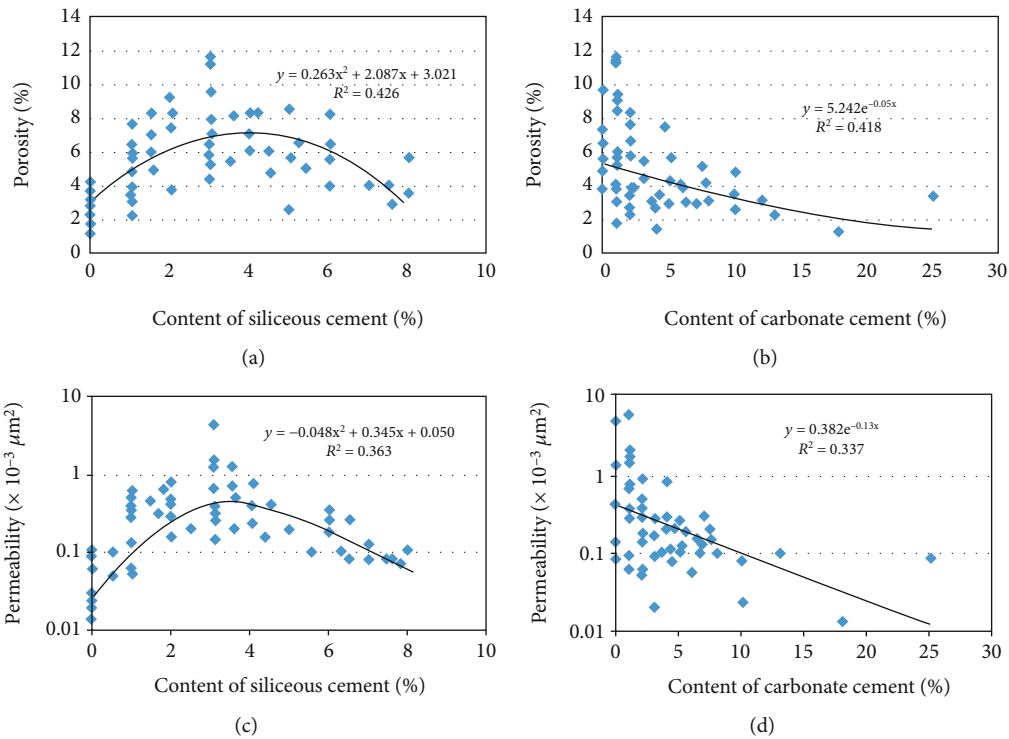 14
12
10
8
6
4
2
0
Porosity (%)
y = 0.263x² + 2.087x + 3.021
R² = 0.426
0 2 4 6 8 10
Content of siliceous cement (%)
(a)
14
12
10
8
6
4
2
0
Porosity (%)
y = 5.242e⁻⁰·⁰⁵ˣ
R² = 0.418
0 5 10 15 20 25 30
Content of carbonate cement (%)
(b)
10
1
0.1
0.01
Permeability (× 10⁻³ μm²)
y = −0.048x² + 0.345x + 0.050
R² = 0.363
0 2 4 6 8 10
Content of siliceous cement (%)
(c)
10
1
0.1
0.01
Permeability (× 10⁻³ μm²)
y = 0.382e⁻⁰·¹³ˣ
R² = 0.337
0 5 10 15 20 25 30
Content of carbonate cement (%)
(d)